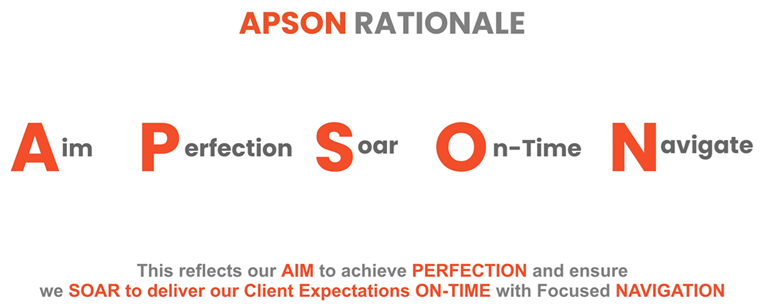 APSON RATIONALE
Aim Perfection Soar On-Time Navigate
This reflects our AIM to achieve PERFECTION and ensure
we SOAR to deliver our Client Expectations ON-TIME with Focused NAVIGATION